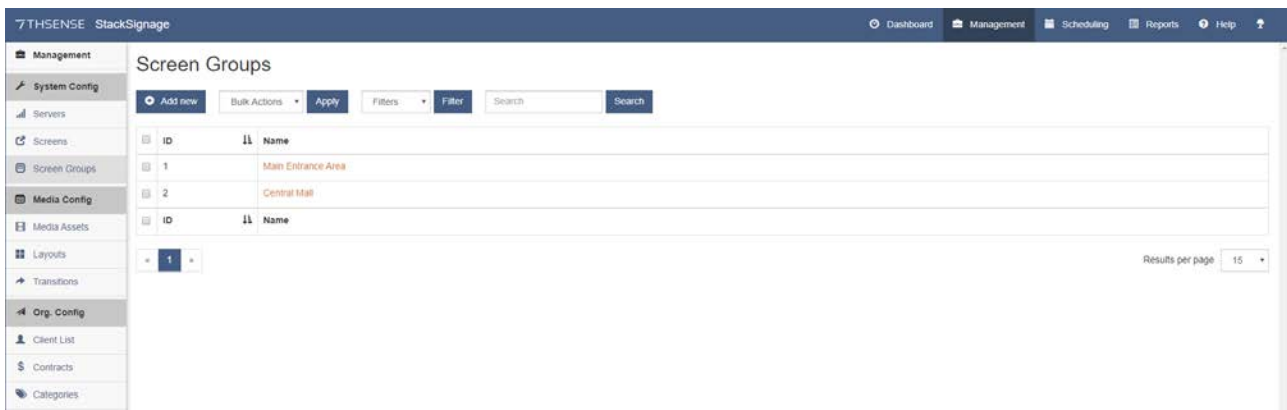 7THSENSE StackSignage
Dashboard Management Scheduling Reports Help
Management
System Config
Servers
Screens
Screen Groups
Media Config
Media Assets
Layouts
Transitions
Org. Config
Client List
Contracts
Categories
Screen Groups
Add new Bulk Actions Apply Filters Filter Search Search
ID Name
1 Main Entrance Area
2 Central Mall
ID Name
« 1 » Results per page 15